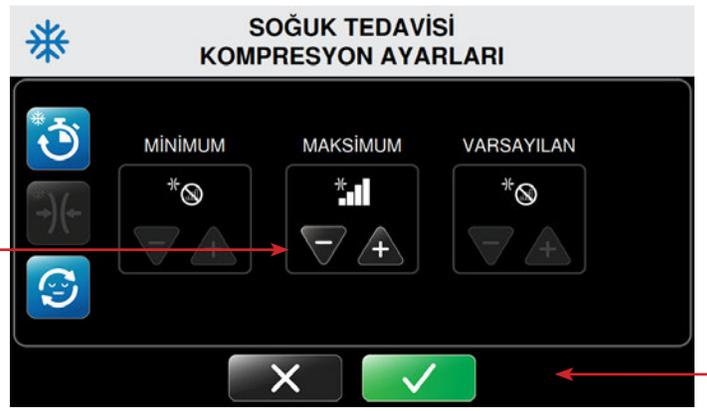 SOĞUK TEDAVİSİ
KOMPRESYON AYARLARI
MİNİMUM
MAKSİMUM
VARSAYILAN